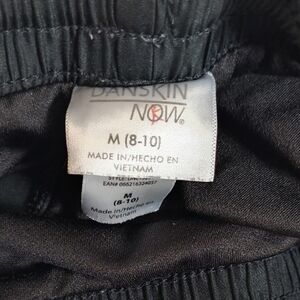 DANSKIN
NOW®
M (8-10)
MADE IN/HECHO EN
VIETNAM
M
(8-10)
Made in/Hecho en
Vietnam